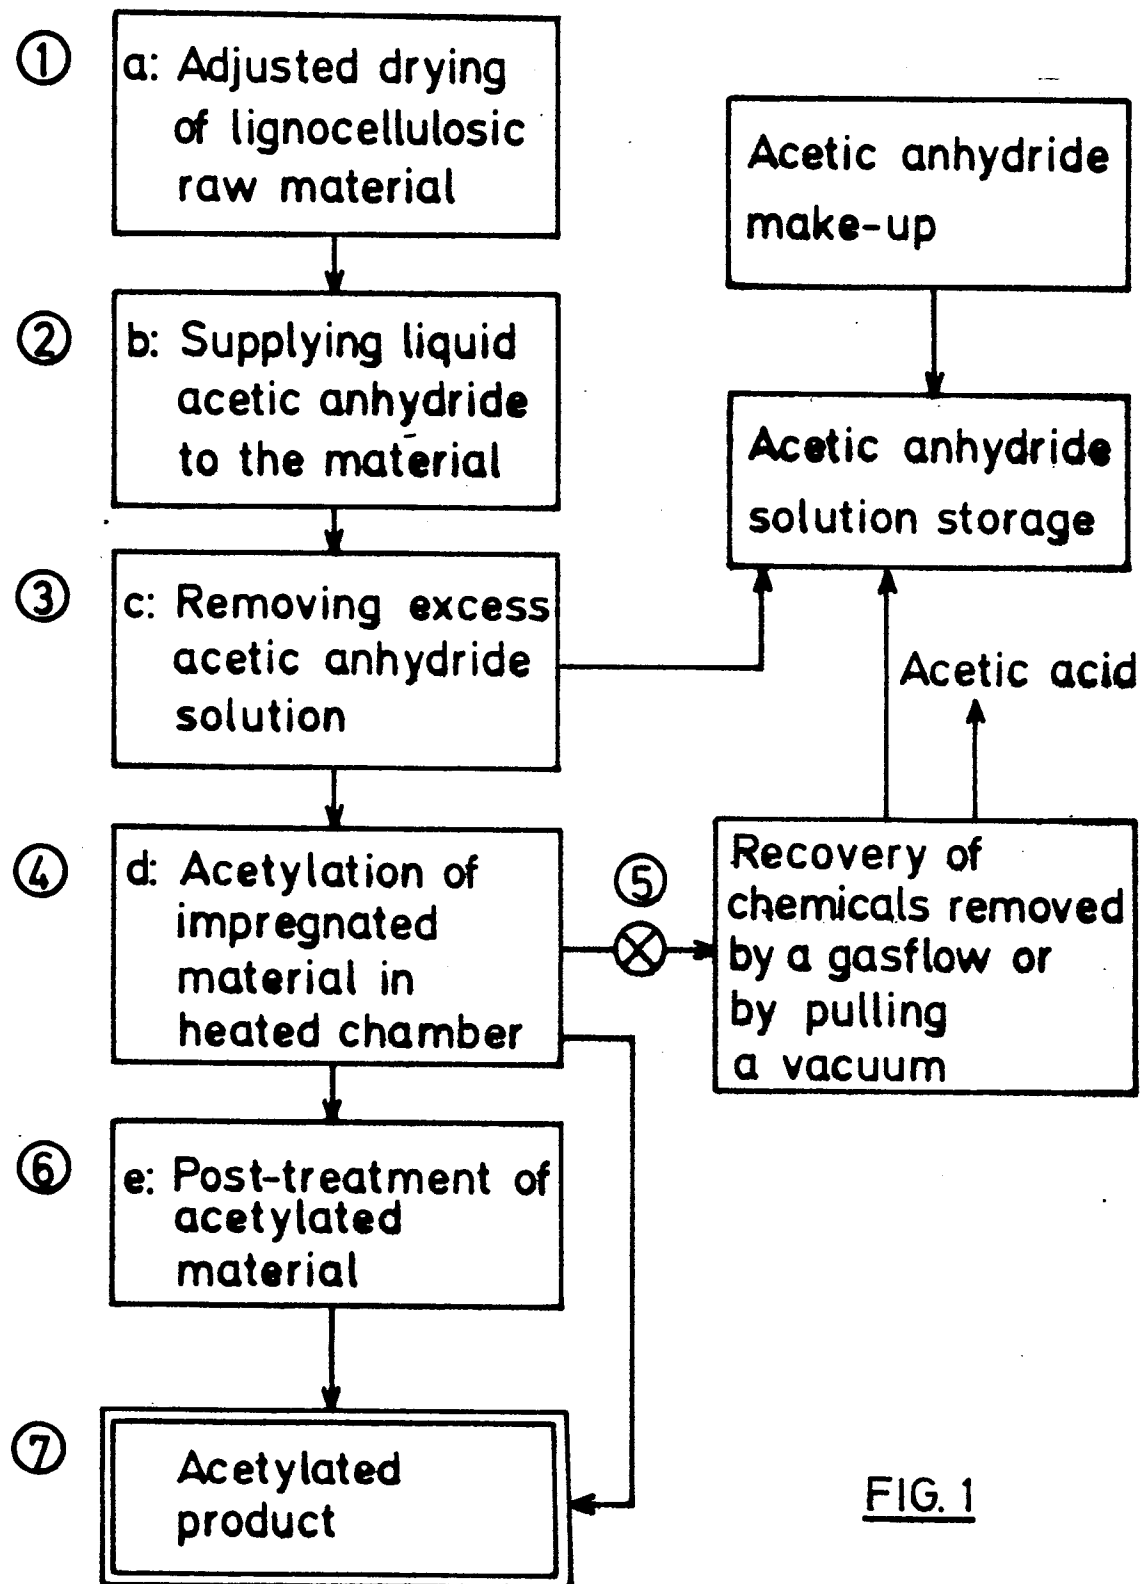 ①
a: Adjusted drying
of lignocellulosic
raw material
②
b: Supplying liquid
acetic anhydride
to the material
③
c: Removing excess
acetic anhydride
solution
④
d: Acetylation of
impregnated
material in
heated chamber
⑤
⑥
e: Post-treatment of
acetylated
material
⑦
Acetylated
product
Acetic anhydride
make-up
Acetic anhydride
solution storage
Acetic acid
Recovery of
chemicals removed
by a gasflow or
by pulling
a vacuum
FIG. 1